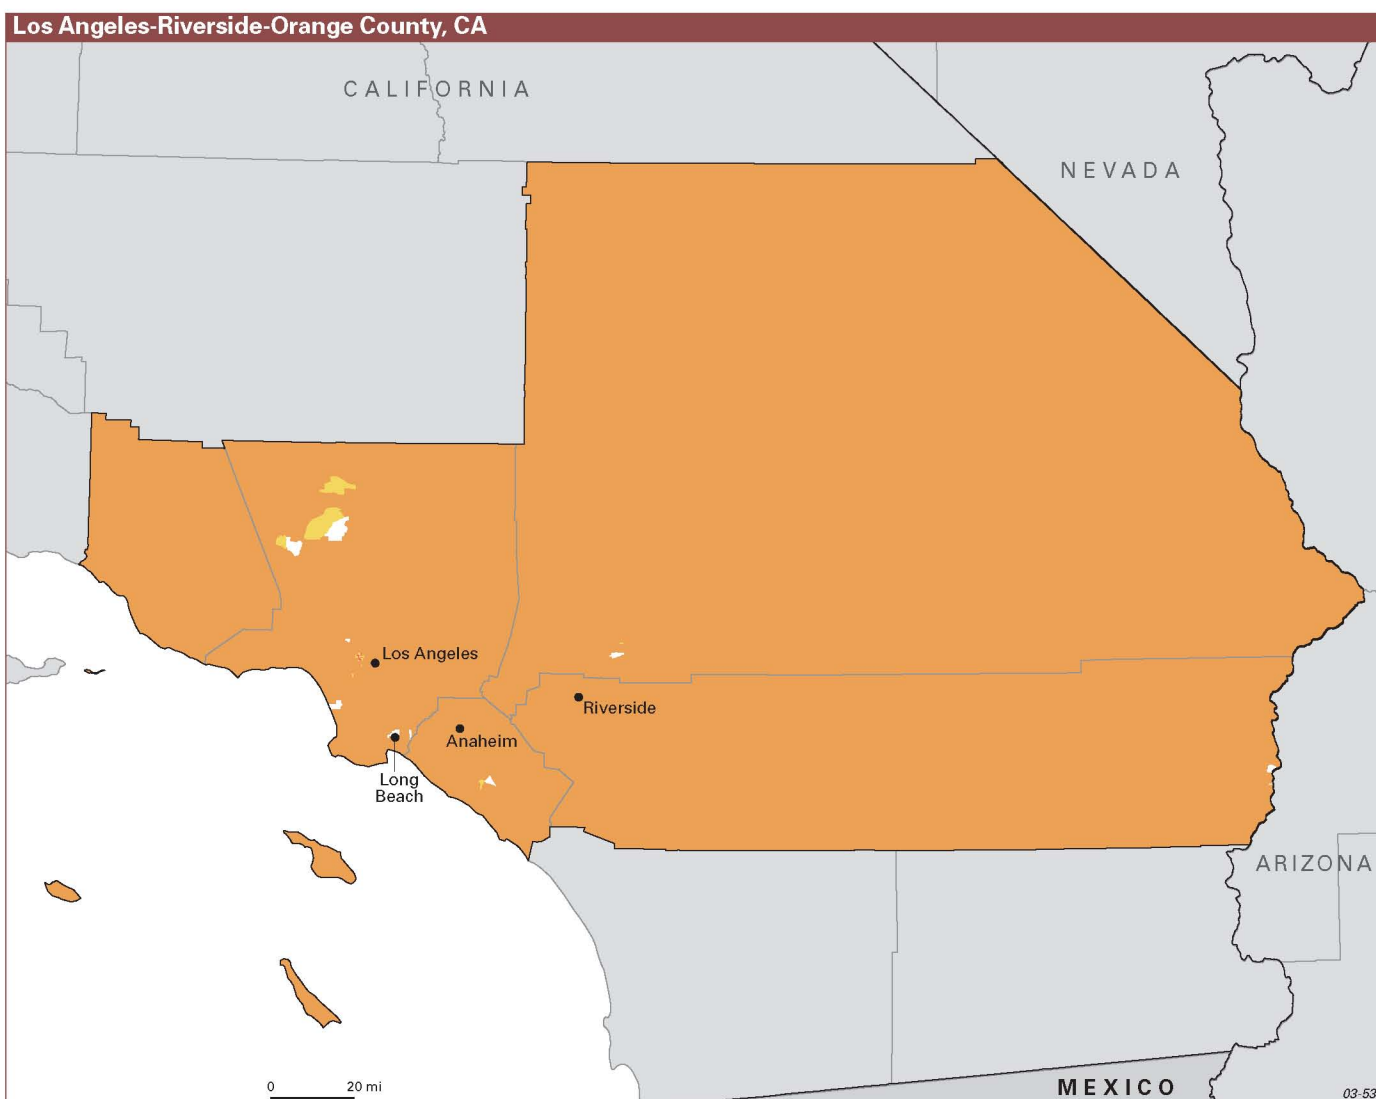 Los Angeles-Riverside-Orange County, CA
CALIFORNIA
NEVADA
Los Angeles
Riverside
Anaheim
Long
Beach
ARIZONA
0 20 mi
MEXICO
03-53